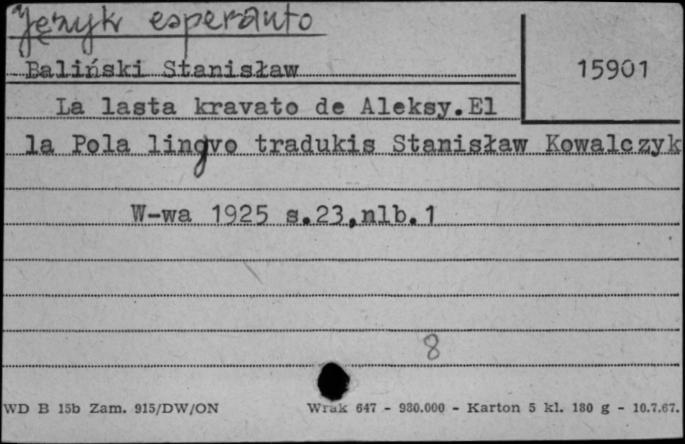 Język esperanto
Baliński Stanisław
15901
La lasta kravato de Aleksy.El
la Pola lingvo tradukis Stanisław Kowalczyk
W-wa 1925 s.23,nlb.1
8
WD B 15b Zam. 915/DW/ON Wrak 647 - 980.000 - Karton 5 kl. 180 g - 10.7.67.